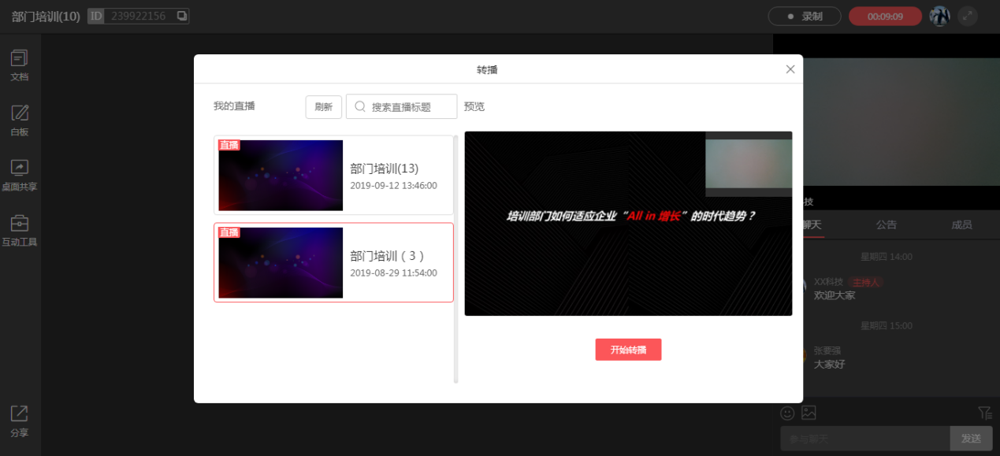 部门培训(10) ID 239922156
录制 00:09:09
文档
白板
桌面共享
互动工具
分享
转播
我的直播 刷新 搜索直播标题 预览
直播
部门培训(13)
2019-09-12 13:46:00
直播
部门培训（3）
2019-08-29 11:54:00
培训部门如何适应企业“All in 增长”的时代趋势？
开始转播
技
聊天 公告 成员
星期四 14:00
XX科技 主持人
欢迎大家
星期四 15:00
张要强
大家好
参与聊天 发送